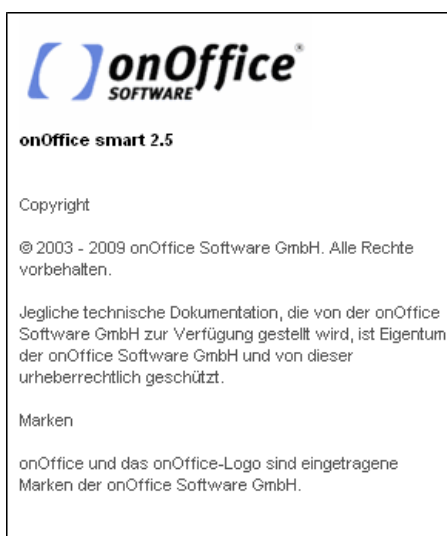 onOffice®
SOFTWARE
onOffice smart 2.5
Copyright
© 2003 - 2009 onOffice Software GmbH. Alle Rechte
vorbehalten.
Jegliche technische Dokumentation, die von der onOffice
Software GmbH zur Verfügung gestellt wird, ist Eigentum
der onOffice Software GmbH und von dieser
urheberrechtlich geschützt.
Marken
onOffice und das onOffice-Logo sind eingetragene
Marken der onOffice Software GmbH.